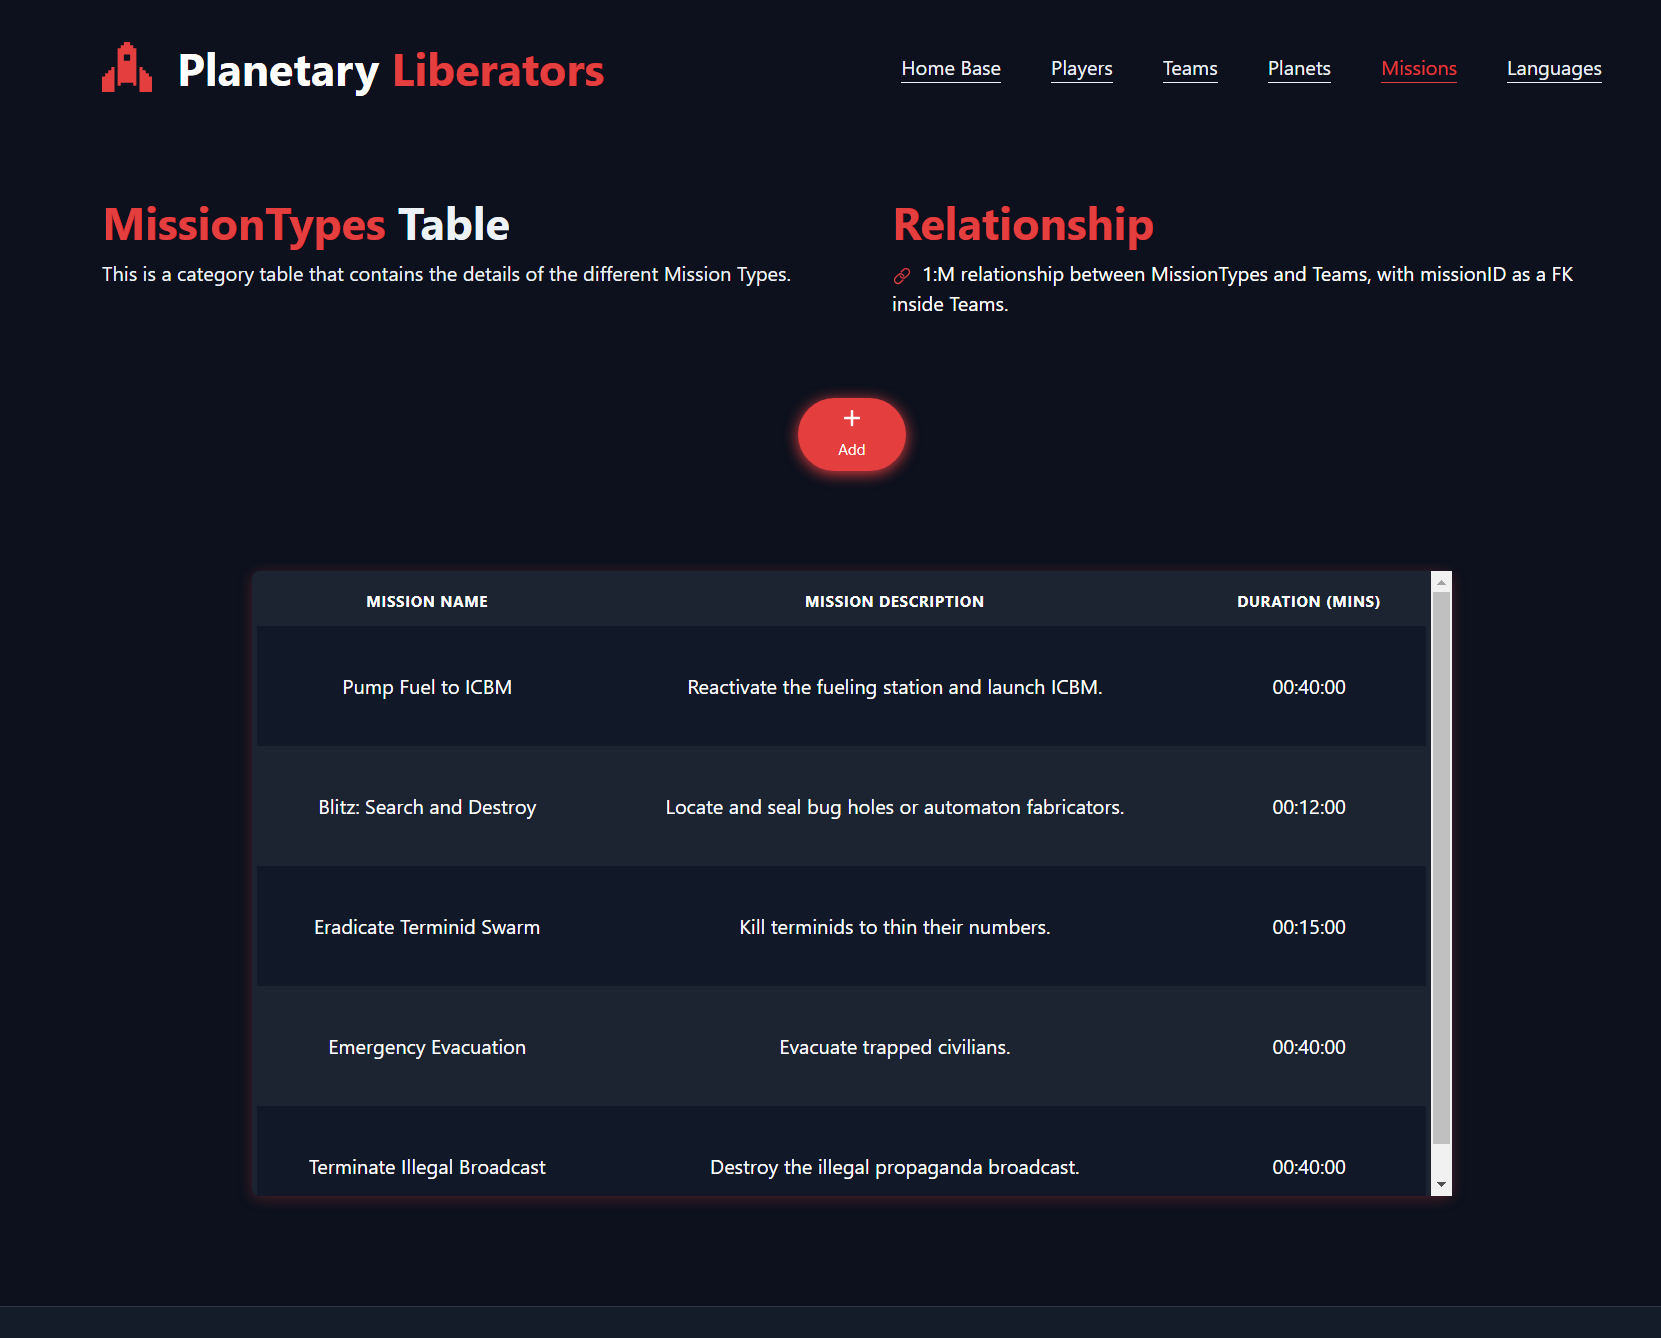 Planetary Liberators
Home Base
Players
Teams
Planets
Missions
Languages
MissionTypes Table
This is a category table that contains the details of the different Mission Types.
Relationship
1:M relationship between MissionTypes and Teams, with missionID as a FK
inside Teams.
+
Add
MISSION NAME MISSION DESCRIPTION DURATION (MINS)
Pump Fuel to ICBM Reactivate the fueling station and launch ICBM. 00:40:00
Blitz: Search and Destroy Locate and seal bug holes or automaton fabricators. 00:12:00
Eradicate Terminid Swarm Kill terminids to thin their numbers. 00:15:00
Emergency Evacuation Evacuate trapped civilians. 00:40:00
Terminate Illegal Broadcast Destroy the illegal propaganda broadcast. 00:40:00